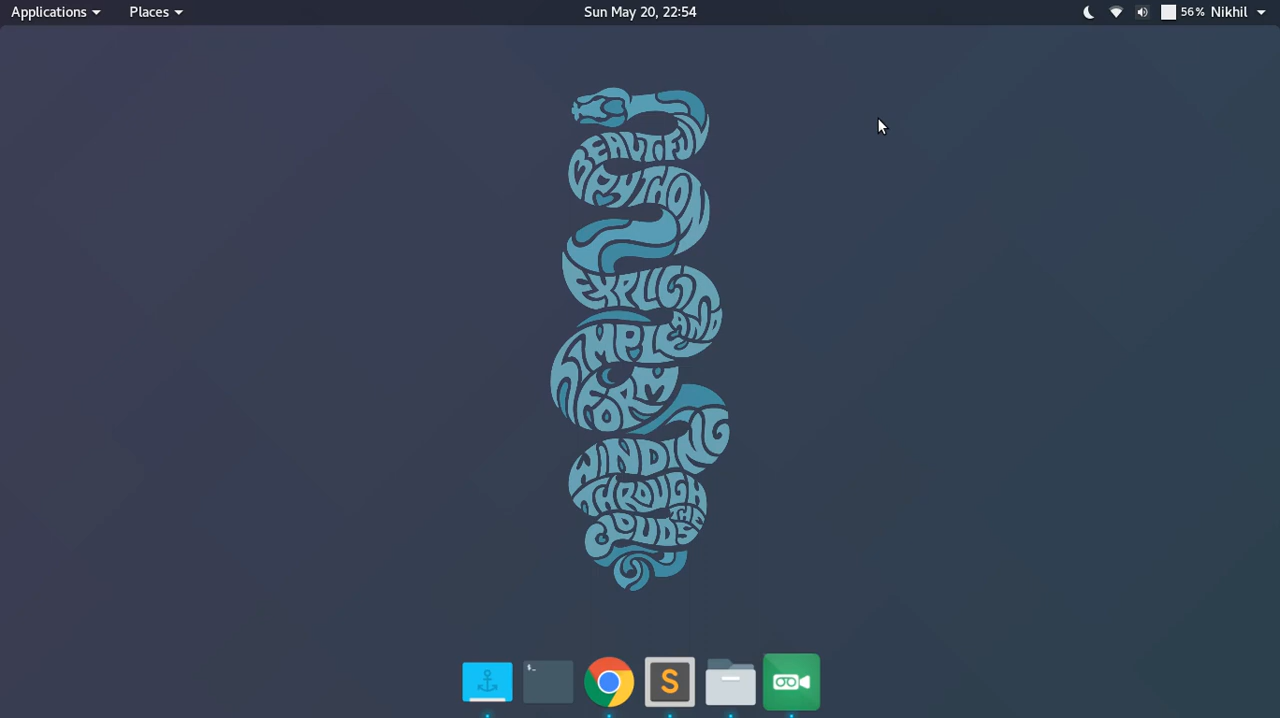 Applications Places Sun May 20, 22:54 56% Nikhil
BEAUTIFUL
PYTHON
EXPLICIT
AND
SIMPLE
FORM
WINDING
THROUGH
THE
CLOUDS
$_
S